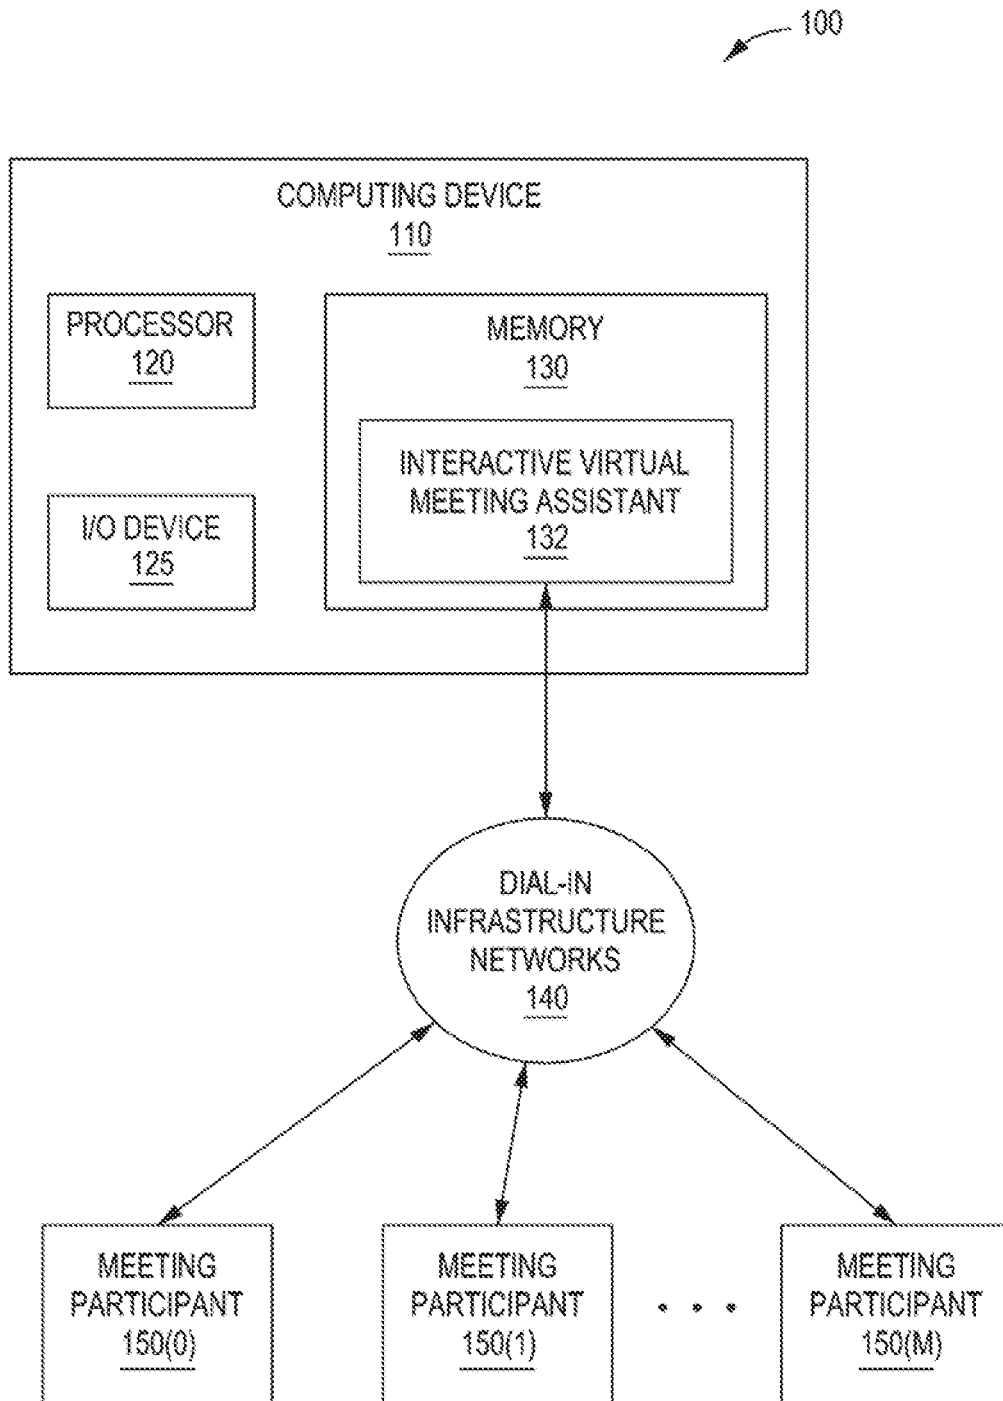 100
COMPUTING DEVICE
110
PROCESSOR
120
MEMORY
130
INTERACTIVE VIRTUAL
MEETING ASSISTANT
132
I/O DEVICE
125
DIAL-IN
INFRASTRUCTURE
NETWORKS
140
MEETING
PARTICIPANT
150(0)
MEETING
PARTICIPANT
150(1)
• • •
MEETING
PARTICIPANT
150(M)